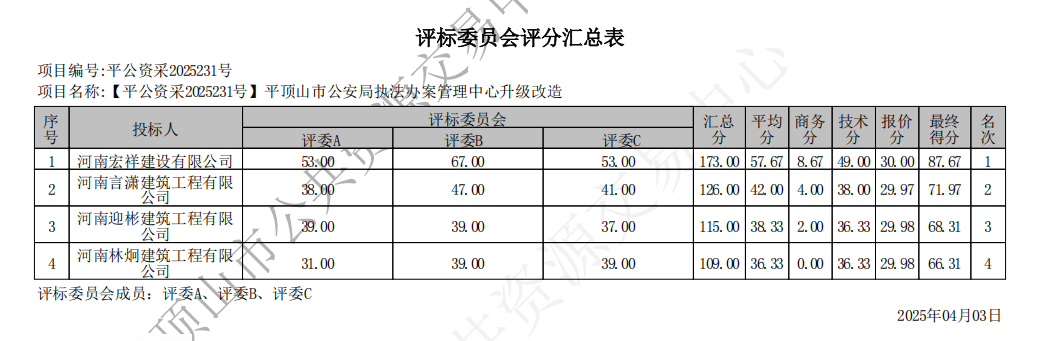 评标委员会评分汇总表
项目编号:平公资采2025231号
项目名称:【平公资采2025231号】平顶山市公安局执法办案管理中心升级改造
序号 投标人 评标委员会 汇总分 平均分 商务分 技术分 报价分 最终得分 名次
评委A 评委B 评委C
1 河南宏祥建设有限公司 53.00 67.00 53.00 173.00 57.67 8.67 49.00 30.00 87.67 1
2 河南言潇建筑工程有限公司 38.00 47.00 41.00 126.00 42.00 4.00 38.00 29.97 71.97 2
3 河南迎彬建筑工程有限公司 39.00 39.00 37.00 115.00 38.33 2.00 36.33 29.98 68.31 3
4 河南林炯建筑工程有限公司 31.00 39.00 39.00 109.00 36.33 0.00 36.33 29.98 66.31 4
评标委员会成员：评委A、评委B、评委C
2025年04月03日